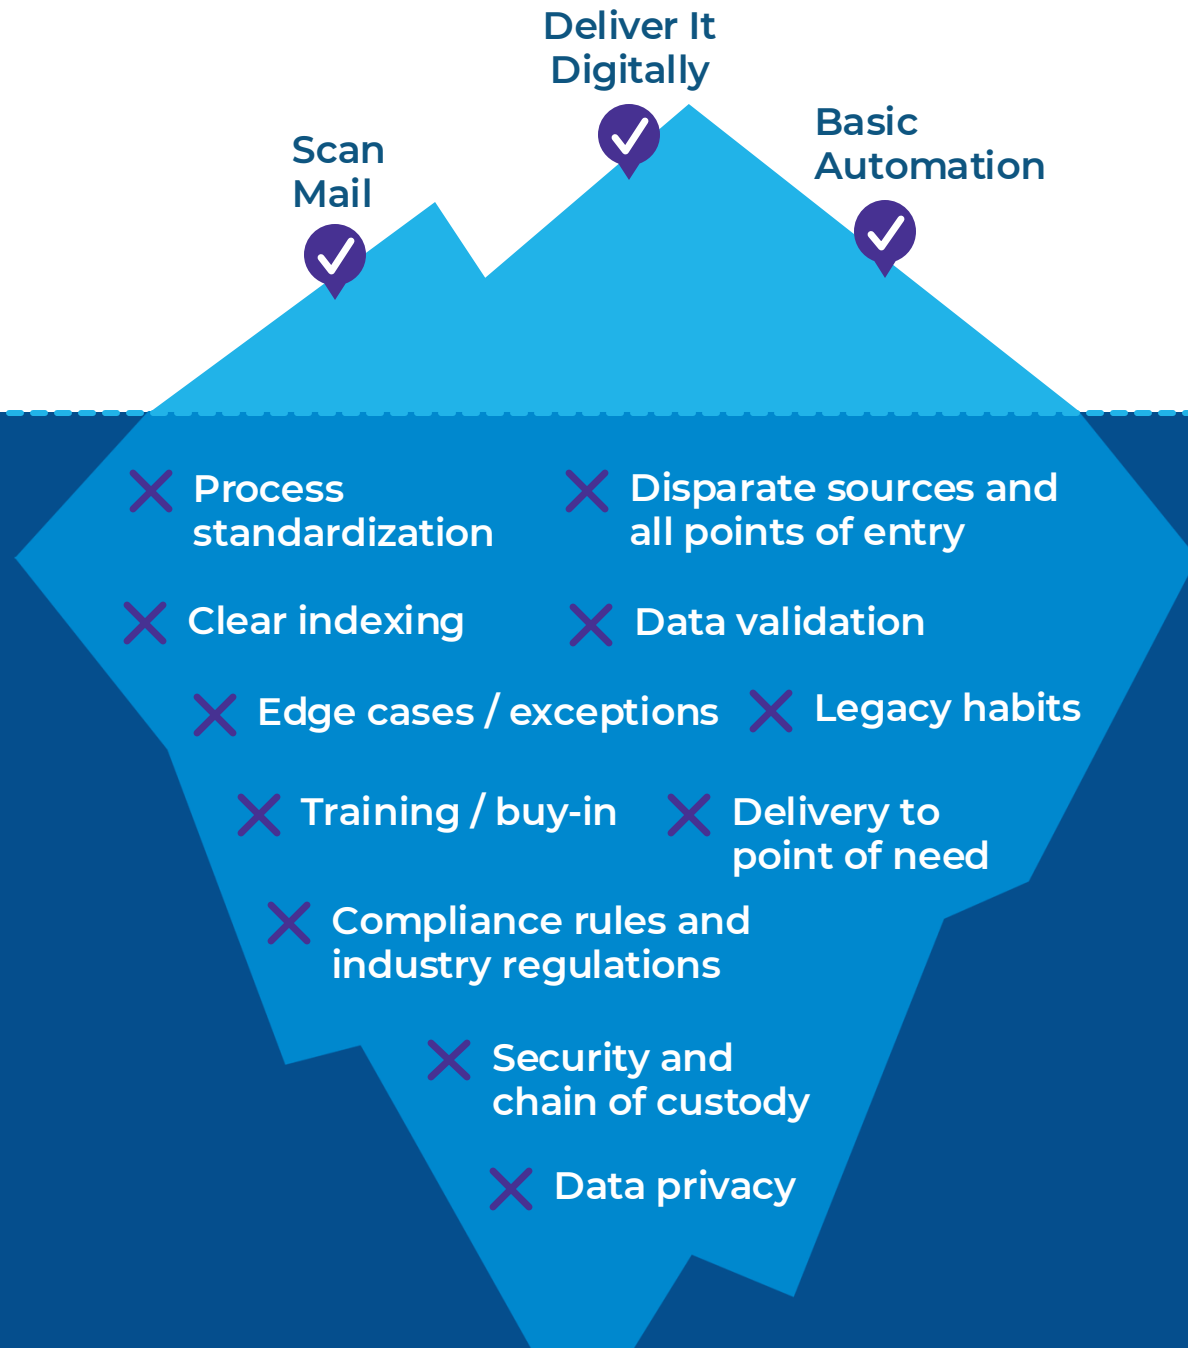 Deliver It
Digitally
Scan
Mail
Basic
Automation
Process
standardization
Disparate sources and
all points of entry
Clear indexing
Data validation
Edge cases / exceptions
Legacy habits
Training / buy-in
Delivery to
point of need
Compliance rules and
industry regulations
Security and
chain of custody
Data privacy